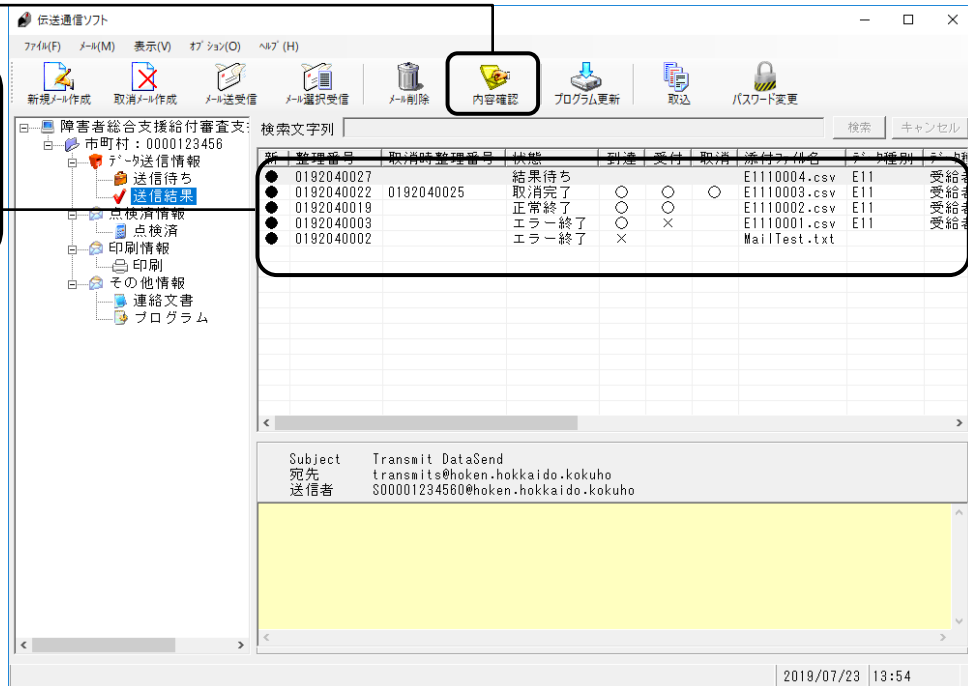 伝送通信ソフト
ﾌｧｲﾙ(F) ﾒｰﾙ(M) 表示(V) ｵﾌﾟｼｮﾝ(O) ﾍﾙﾌﾟ(H)
新規ﾒｰﾙ作成 取消ﾒｰﾙ作成 ﾒｰﾙ送受信 ﾒｰﾙ選択受信 ﾒｰﾙ削除 内容確認 プログラム更新 取込 パスワード変更
障害者総合支援給付審査支
市町村：0000123456
ﾃﾞｰﾀ送信情報
送信待ち
送信結果
点検済情報
点検済
印刷情報
印刷
その他情報
連絡文書
プログラム
検索文字列 検索 キャンセル
新 整理番号 取消時整理番号 状態 到達 受付 取消 添付ﾌｧｲﾙ名 ﾃﾞｰﾀ種別
● 0192040027 結果待ち E1110004.csv E11 受給者
● 0192040022 0192040025 取消完了 ○ ○ ○ E1110003.csv E11 受給者
● 0192040019 正常終了 ○ ○ E1110002.csv E11 受給者
● 0192040003 エラー終了 ○ × E1110001.csv E11 受給者
● 0192040002 エラー終了 × MailTest.txt
Subject Transmit DataSend
宛先 transmits@hoken.hokkaido.kokuho
送信者 S00001234560@hoken.hokkaido.kokuho
2019/07/23 13:54